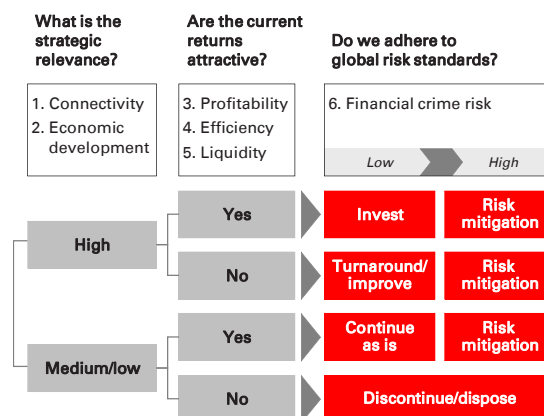 What is the
strategic
relevance?
Are the current
returns
attractive?
Do we adhere to
global risk standards?
1. Connectivity
2. Economic
development
3. Profitability
4. Efficiency
5. Liquidity
6. Financial crime risk
Low
High
High
Yes
Invest
Risk
mitigation
No
Turnaround/
improve
Risk
mitigation
Medium/low
Yes
Continue
as is
Risk
mitigation
No
Discontinue/dispose